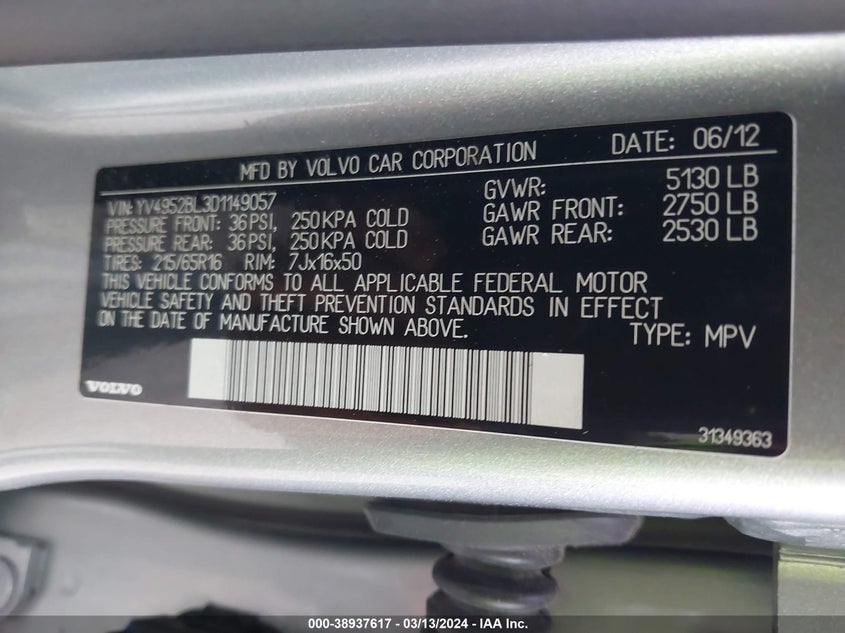 MFD BY VOLVO CAR CORPORATION DATE: 06/12
VIN: YV4952BL3D1149057 GVWR: 5130 LB
PRESSURE FRONT: 36 PSI, 250 KPA COLD GAWR FRONT: 2750 LB
PRESSURE REAR: 36 PSI, 250 KPA COLD GAWR REAR: 2530 LB
TIRES: 215/65R16 RIM: 7Jx16x50
THIS VEHICLE CONFORMS TO ALL APPLICABLE FEDERAL MOTOR
VEHICLE SAFETY AND THEFT PREVENTION STANDARDS IN EFFECT
ON THE DATE OF MANUFACTURE SHOWN ABOVE. TYPE: MPV
VOLVO
31349363
000-38937617 - 03/13/2024 - IAA Inc.